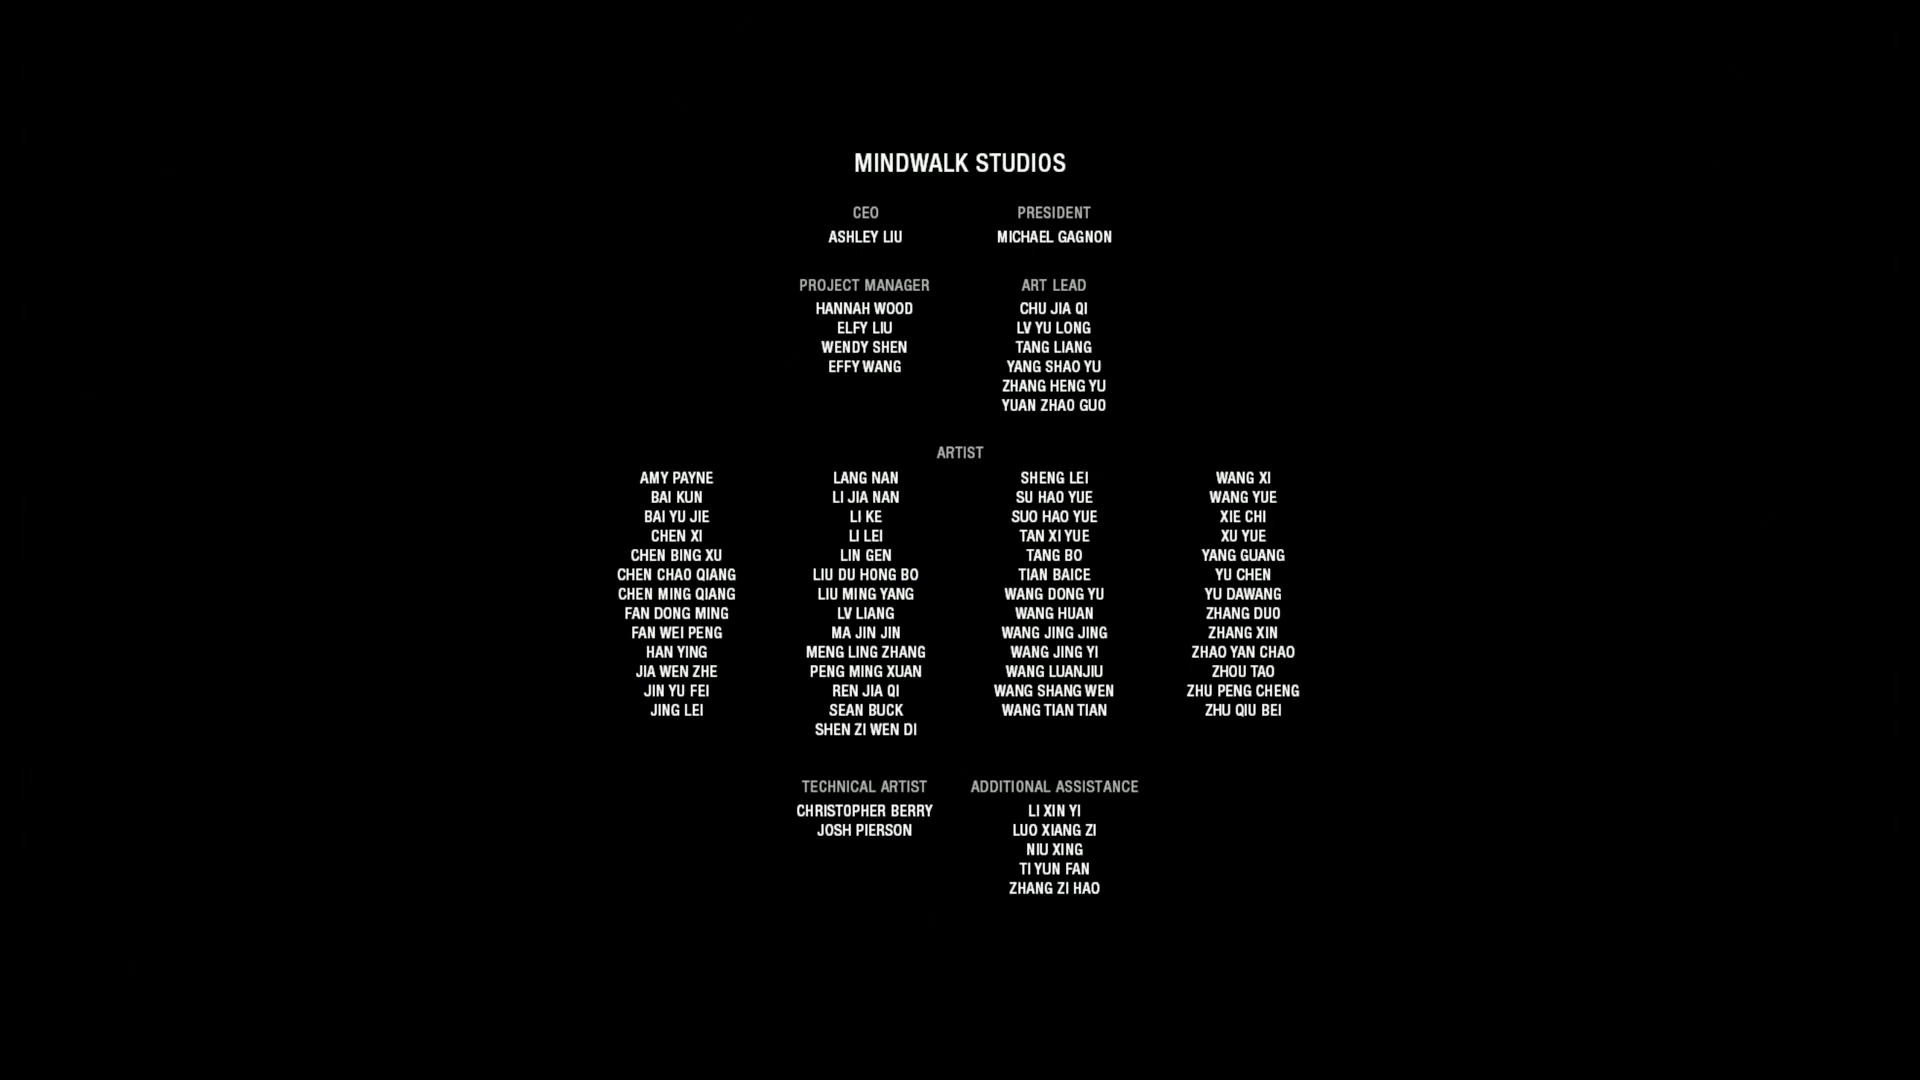 MINDWALK STUDIOS
CEO
ASHLEY LIU
PRESIDENT
MICHAEL GAGNON
PROJECT MANAGER
HANNAH WOOD
ELFY LIU
WENDY SHEN
EFFY WANG
ART LEAD
CHU JIA QI
LV YU LONG
TANG LIANG
YANG SHAO YU
ZHANG HENG YU
YUAN ZHAO GUO
ARTIST
AMY PAYNE
BAI KUN
BAI YU JIE
CHEN XI
CHEN BING XU
CHEN CHAO QIANG
CHEN MING QIANG
FAN DONG MING
FAN WEI PENG
HAN YING
JIA WEN ZHE
JIN YU FEI
JING LEI
LANG NAN
LI JIA NAN
LI KE
LI LEI
LIN GEN
LIU DU HONG BO
LIU MING YANG
LV LIANG
MA JIN JIN
MENG LING ZHANG
PENG MING XUAN
REN JIA QI
SEAN BUCK
SHEN ZI WEN DI
SHENG LEI
SU HAO YUE
SUO HAO YUE
TAN XI YUE
TANG BO
TIAN BAICE
WANG DONG YU
WANG HUAN
WANG JING JING
WANG JING YI
WANG LUANJIU
WANG SHANG WEN
WANG TIAN TIAN
WANG XI
WANG YUE
XIE CHI
XU YUE
YANG GUANG
YU CHEN
YU DAWANG
ZHANG DUO
ZHANG XIN
ZHAO YAN CHAO
ZHOU TAO
ZHU PENG CHENG
ZHU QIU BEI
TECHNICAL ARTIST
CHRISTOPHER BERRY
JOSH PIERSON
ADDITIONAL ASSISTANCE
LI XIN YI
LUO XIANG ZI
NIU XING
TI YUN FAN
ZHANG ZI HAO